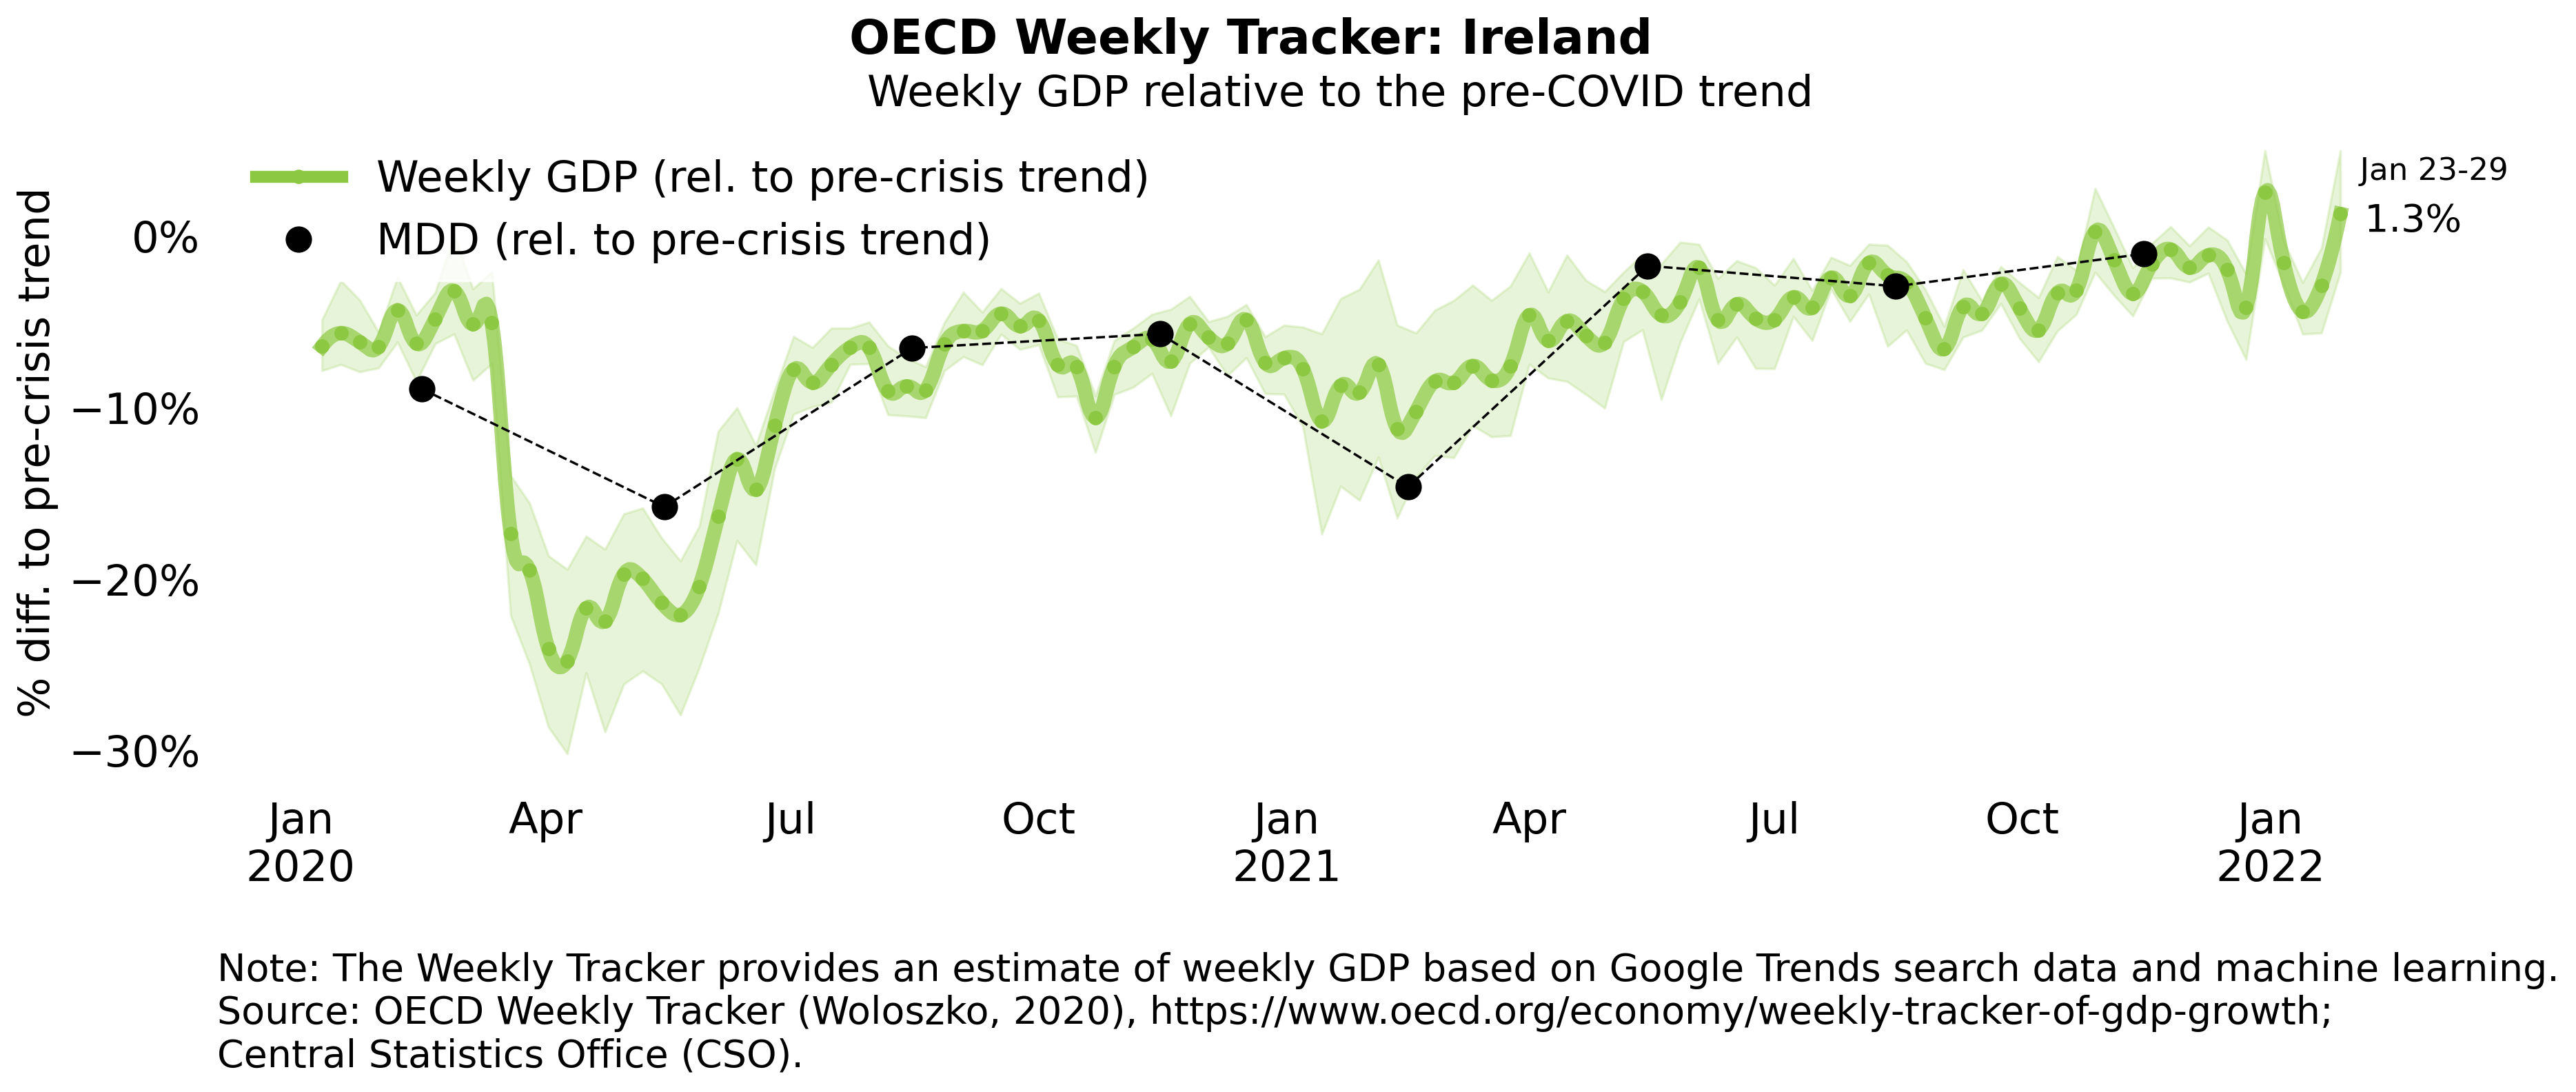 OECD Weekly Tracker: Ireland
Weekly GDP relative to the pre-COVID trend
Weekly GDP (rel. to pre-crisis trend)
MDD (rel. to pre-crisis trend)
Jan 23-29
1.3%
% diff. to pre-crisis trend
0%
−10%
−20%
−30%
Jan Apr Jul Oct Jan Apr Jul Oct Jan
2020 2021 2022
Note: The Weekly Tracker provides an estimate of weekly GDP based on Google Trends search data and machine learning.
Source: OECD Weekly Tracker (Woloszko, 2020), https://www.oecd.org/economy/weekly-tracker-of-gdp-growth;
Central Statistics Office (CSO).